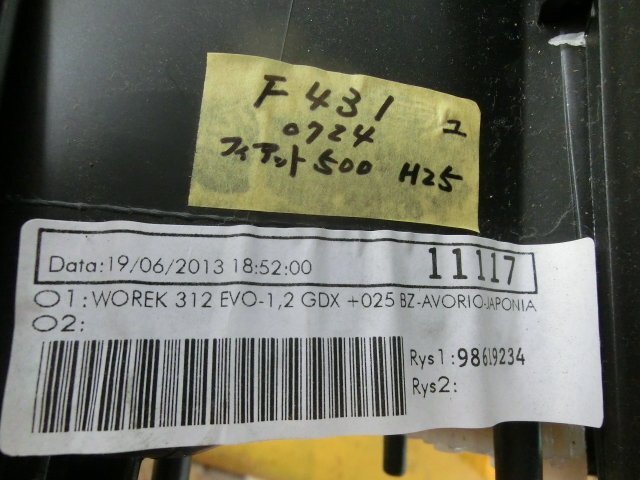 F431 ユ
0724
フィアット500 H25
Data:19/06/2013 18:52:00 11117
O1:WOREK 312 EVO-1,2 GDX +025 BZ-AVORIO-JAPONIA
O2:
Rys1:98619234
Rys2: